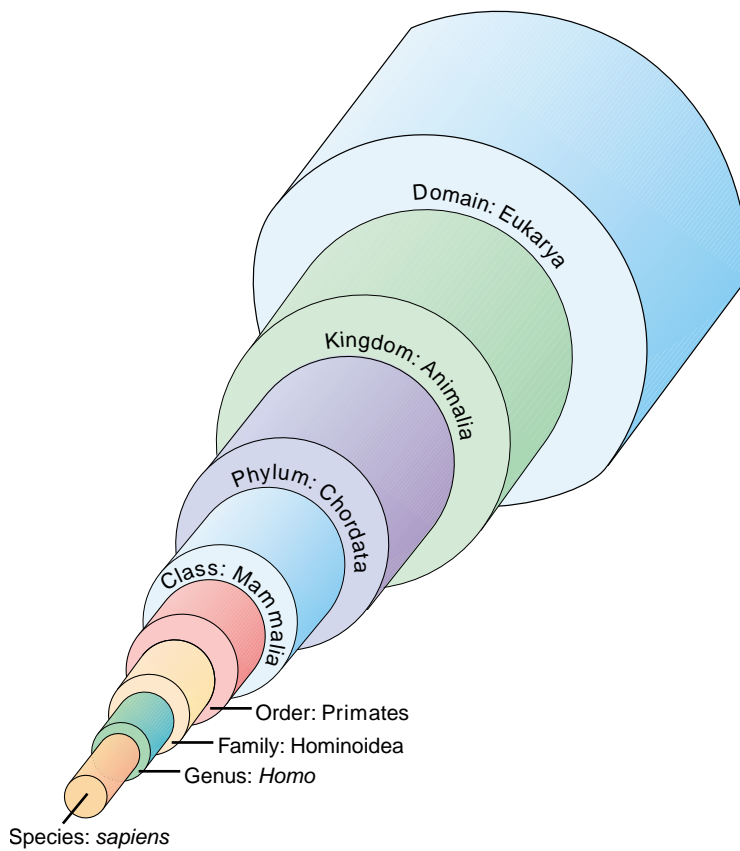 Domain: Eukarya
Kingdom: Animalia
Phylum: Chordata
Class: Mammalia
Order: Primates
Family: Hominoidea
Genus: Homo
Species: sapiens